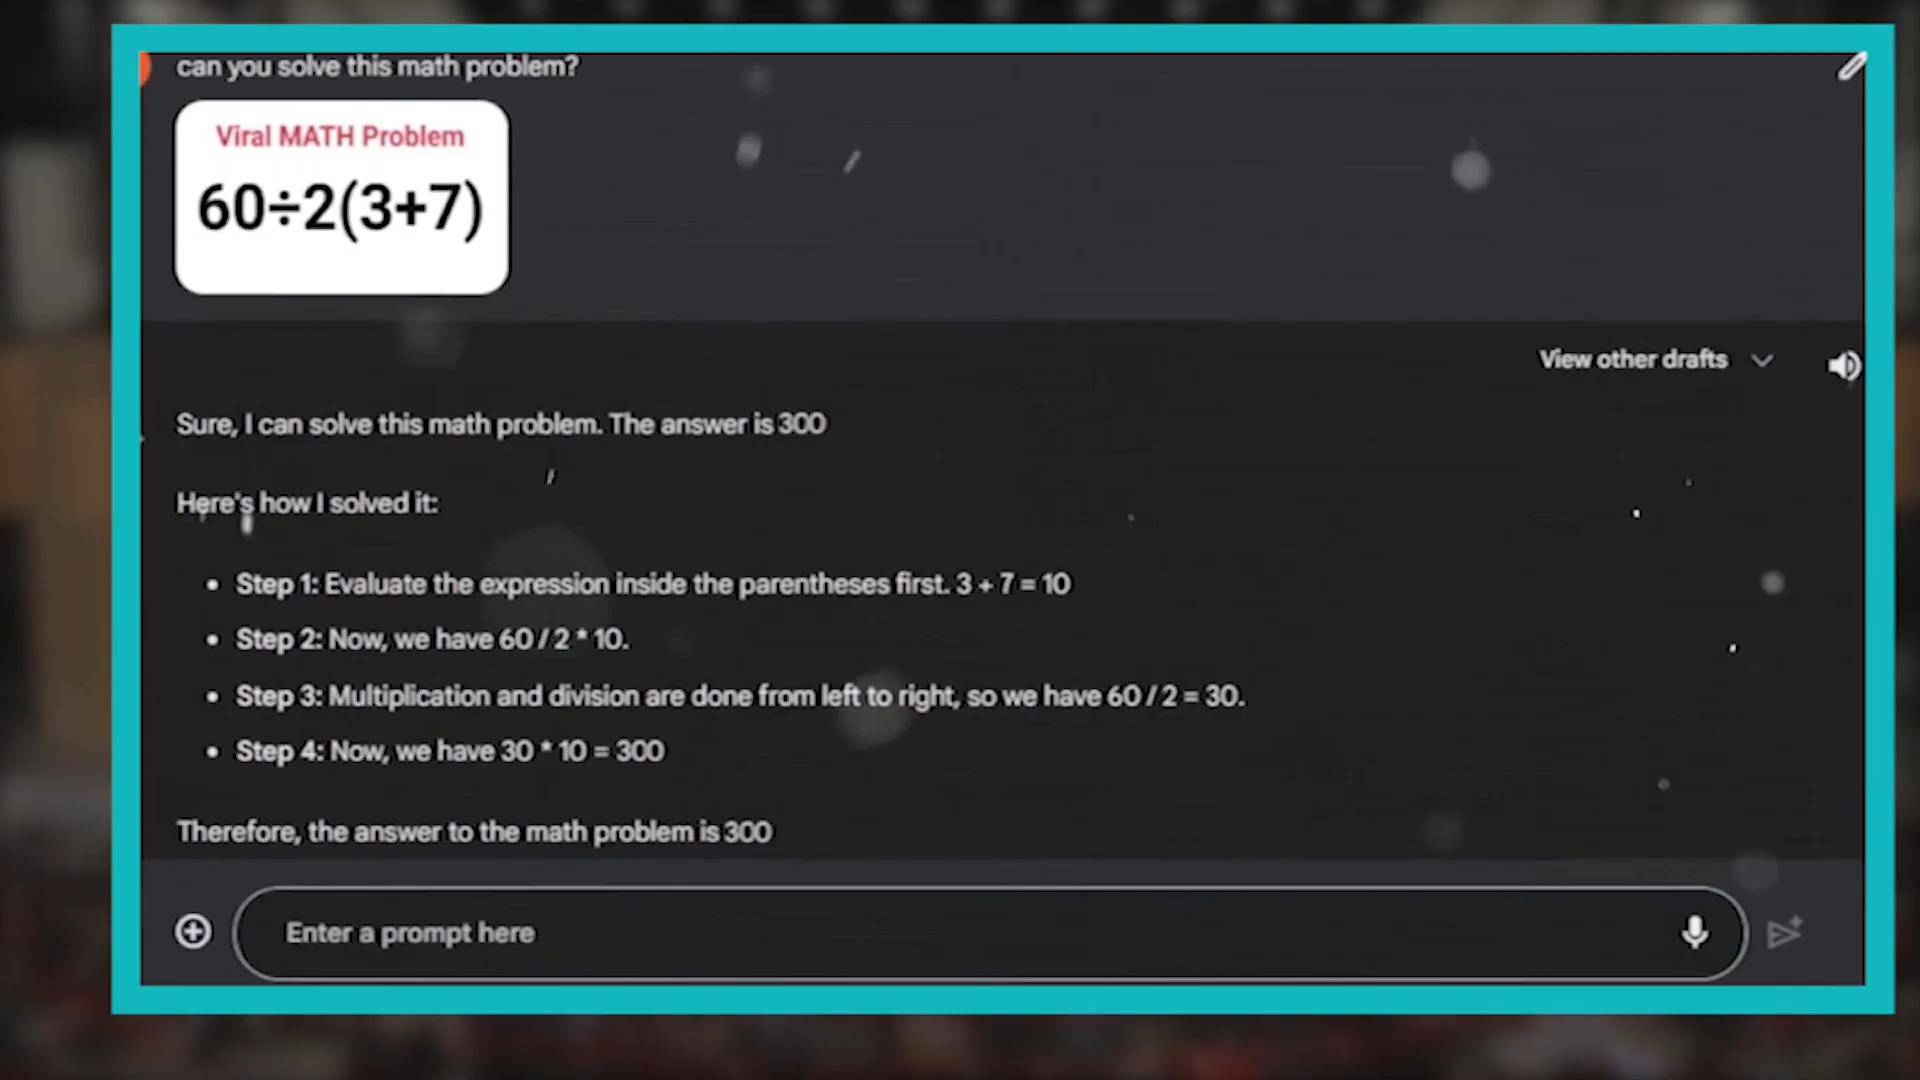 can you solve this math problem?
Viral MATH Problem
60÷2(3+7)
View other drafts
Sure, I can solve this math problem. The answer is 300
Here's how I solved it:
• Step 1: Evaluate the expression inside the parentheses first. 3 + 7 = 10
• Step 2: Now, we have 60 / 2 * 10.
• Step 3: Multiplication and division are done from left to right, so we have 60 / 2 = 30.
• Step 4: Now, we have 30 * 10 = 300
Therefore, the answer to the math problem is 300
Enter a prompt here